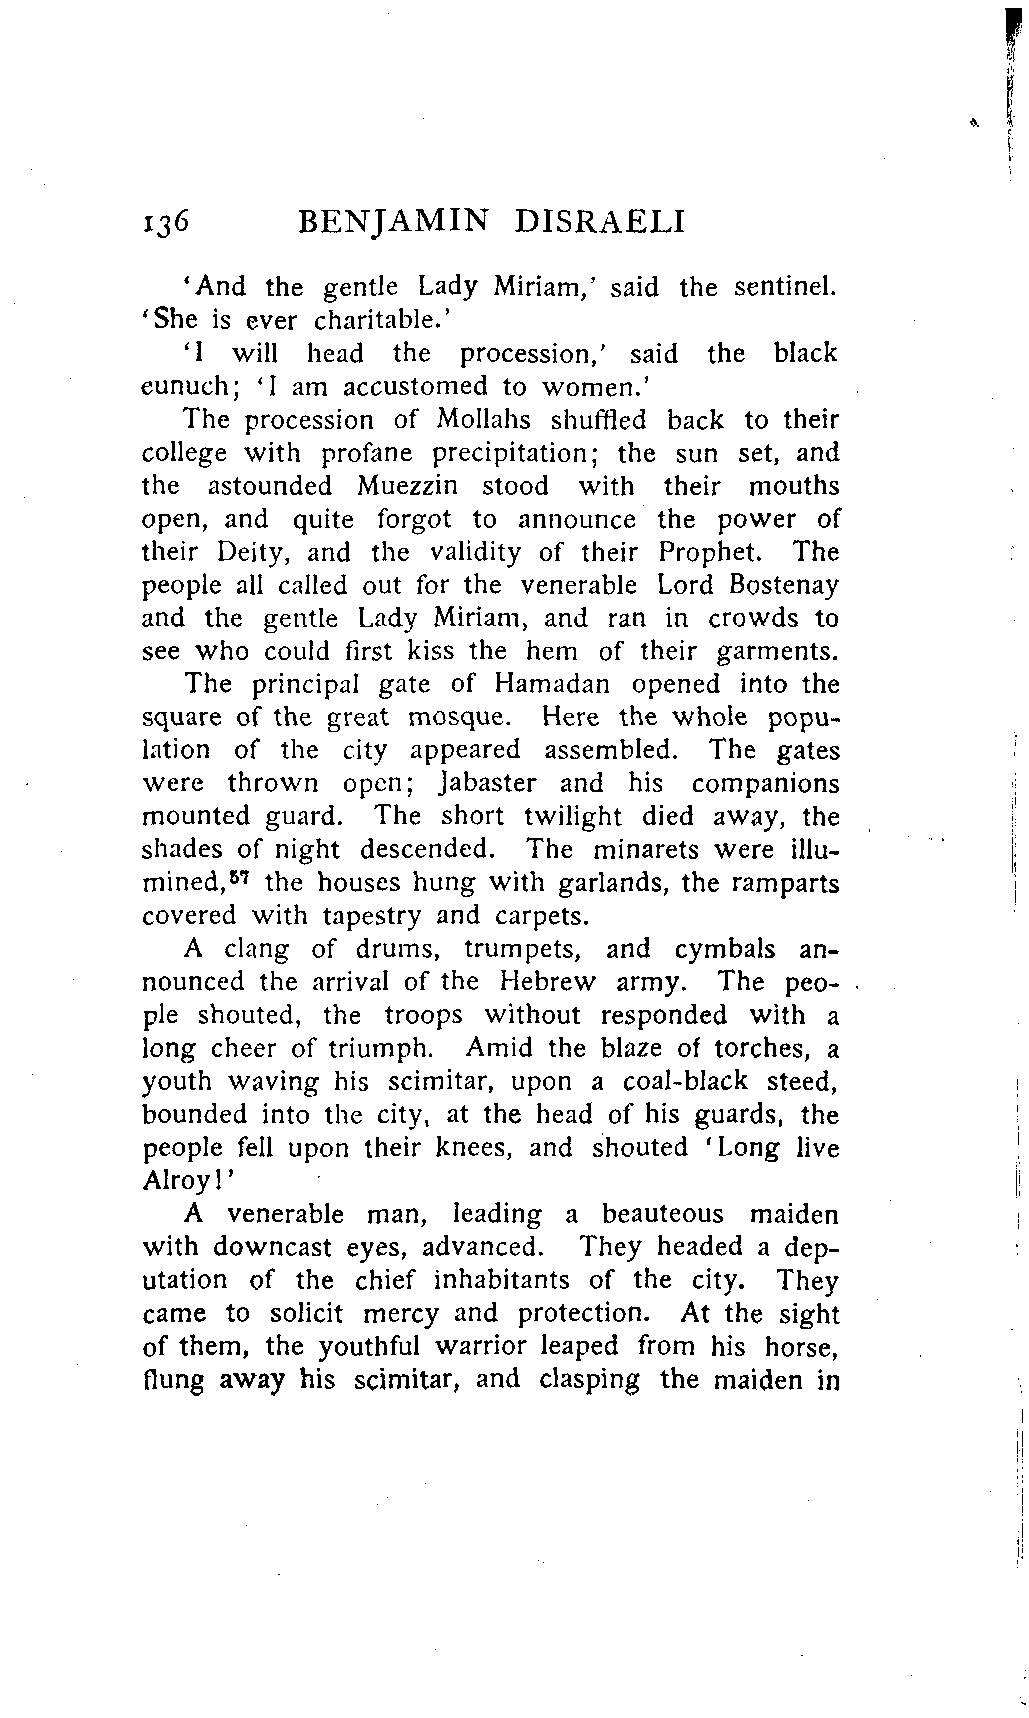 136 BENJAMIN DISRAELI
‘And the gentle Lady Miriam,’ said the sentinel.
‘She is ever charitable.’
‘I will head the procession,’ said the black
eunuch; ‘I am accustomed to women.’
The procession of Mollahs shuffled back to their
college with profane precipitation; the sun set, and
the astounded Muezzin stood with their mouths
open, and quite forgot to announce the power of
their Deity, and the validity of their Prophet. The
people all called out for the venerable Lord Bostenay
and the gentle Lady Miriam, and ran in crowds to
see who could first kiss the hem of their garments.
The principal gate of Hamadan opened into the
square of the great mosque. Here the whole popu-
lation of the city appeared assembled. The gates
were thrown open; Jabaster and his companions
mounted guard. The short twilight died away, the
shades of night descended. The minarets were illu-
mined,⁵⁷ the houses hung with garlands, the ramparts
covered with tapestry and carpets.
A clang of drums, trumpets, and cymbals an-
nounced the arrival of the Hebrew army. The peo-
ple shouted, the troops without responded with a
long cheer of triumph. Amid the blaze of torches, a
youth waving his scimitar, upon a coal-black steed,
bounded into the city, at the head of his guards, the
people fell upon their knees, and shouted ‘Long live
Alroy!’
A venerable man, leading a beauteous maiden
with downcast eyes, advanced. They headed a dep-
utation of the chief inhabitants of the city. They
came to solicit mercy and protection. At the sight
of them, the youthful warrior leaped from his horse,
flung away his scimitar, and clasping the maiden in